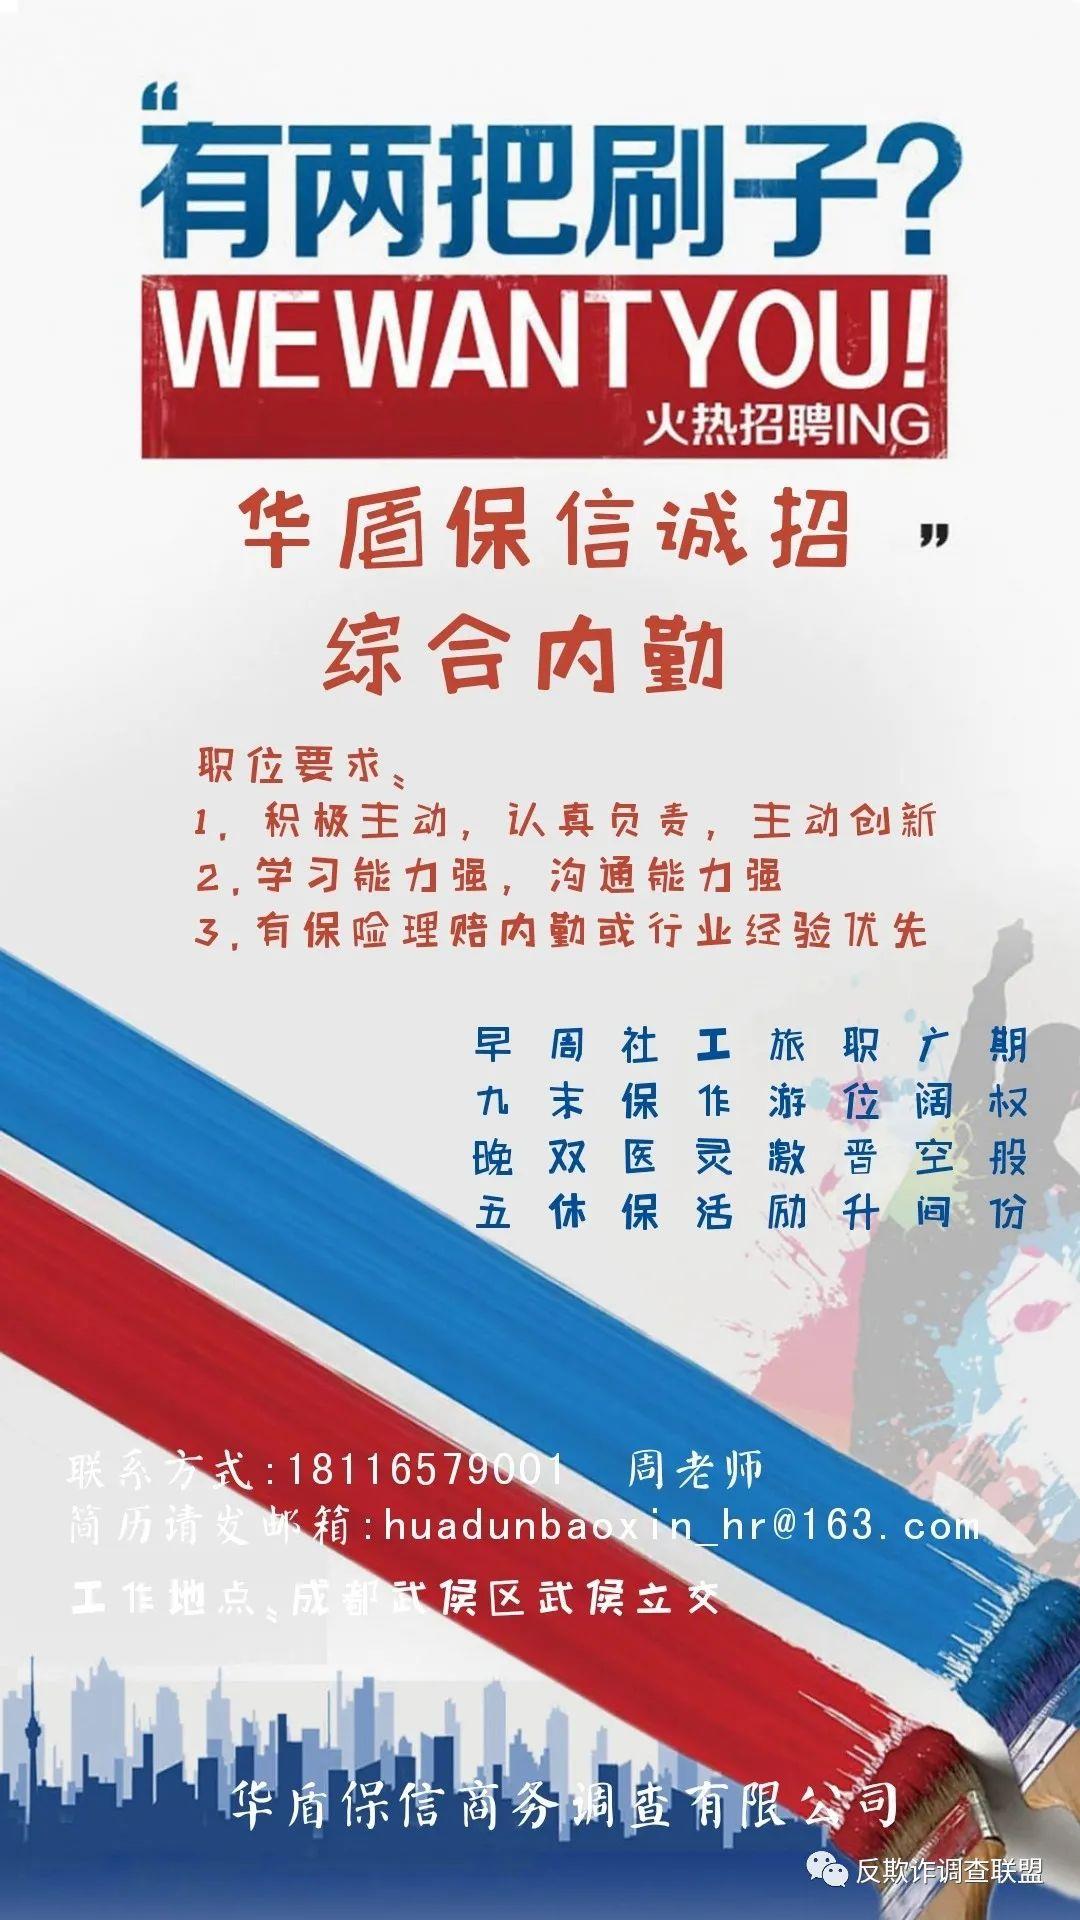 “
有两把刷子?
WE WANT YOU!
火热招聘ING
华盾保信诚招
”
综合内勤
职位要求：
1，积极主动，认真负责，主动创新
2,学习能力强，沟通能力强
3,有保险理赔内勤或行业经验优先
早九晚五
周末双休
社保医保
工作灵活
旅游激励
职位晋升
广阔空间
期权股份
联系方式:18116579001 周老师
简历请发邮箱:huadunbaoxin_hr@163.com
工作地点：成都武侯区武侯立交
华盾保信商务调查有限公司
反欺诈调查联盟